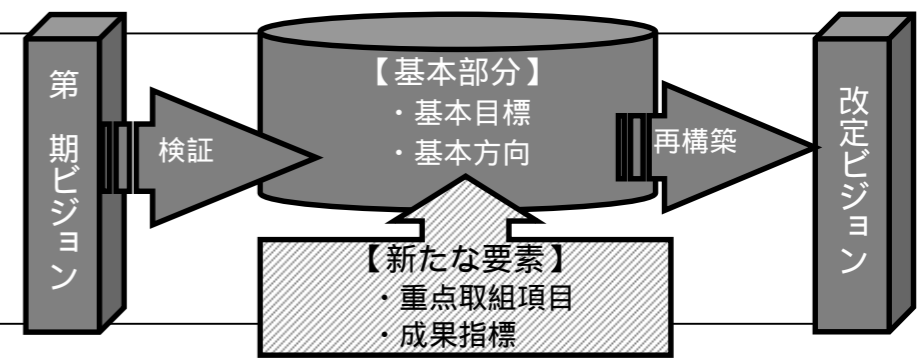 第　期ビジョン
検証
【基本部分】
・基本目標
・基本方向
再構築
改定ビジョン
【新たな要素】
・重点取組項目
・成果指標